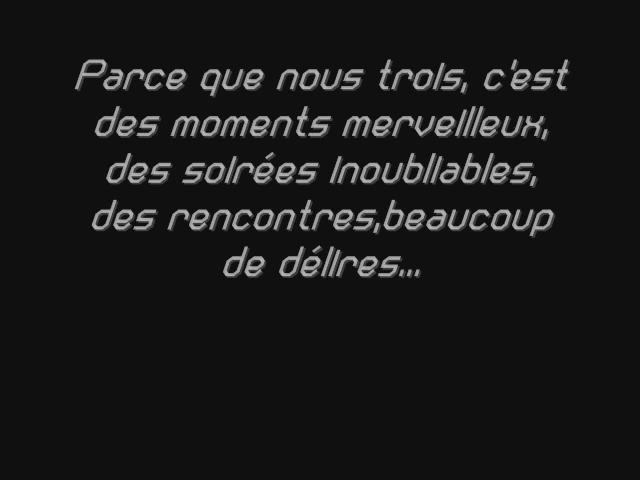 Parce que nous trois, c'est
des moments merveilleux,
des soirées inoubliables,
des rencontres,beaucoup
de délires...